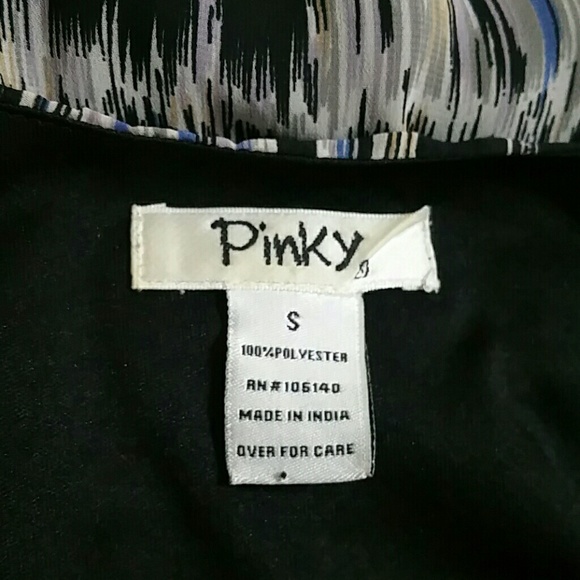 Pinky
S
100%POLYESTER
RN#106140
MADE IN INDIA
OVER FOR CARE